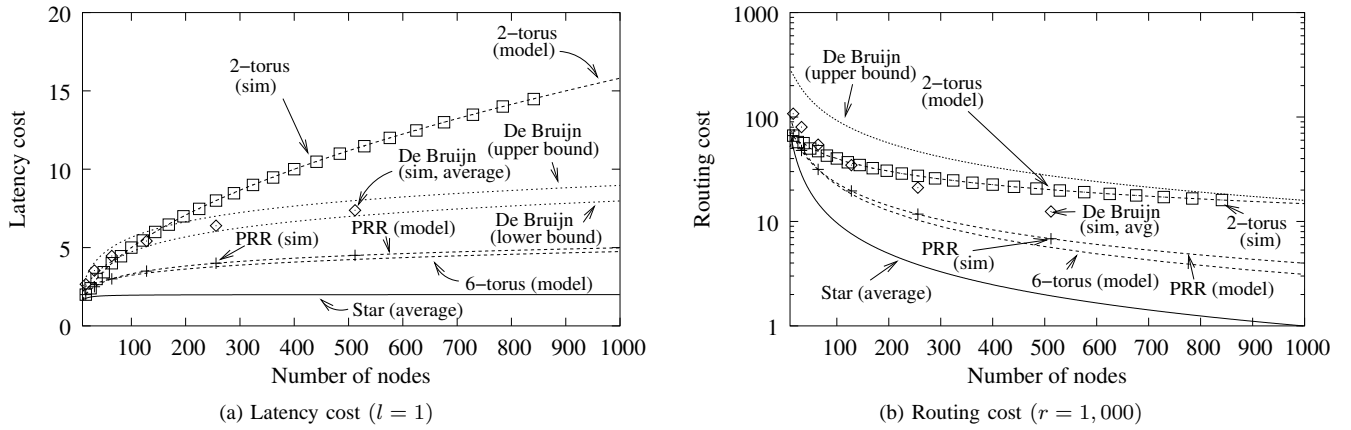 20
15
10
5
0
Latency cost
100 200 300 400 500 600 700 800 900 1000
Number of nodes
2−torus
(sim)
2−torus
(model)
De Bruijn
(upper bound)
De Bruijn
(sim, average)
PRR (sim)
PRR (model)
De Bruijn
(lower bound)
6−torus (model)
Star (average)
(a) Latency cost (l = 1)
1000
100
10
1
Routing cost
100 200 300 400 500 600 700 800 900 1000
Number of nodes
De Bruijn
(upper bound)
2−torus
(model)
De Bruijn
(sim, avg)
2−torus
(sim)
PRR
(sim)
Star (average)
6−torus (model)
PRR (model)
(b) Routing cost (r = 1, 000)